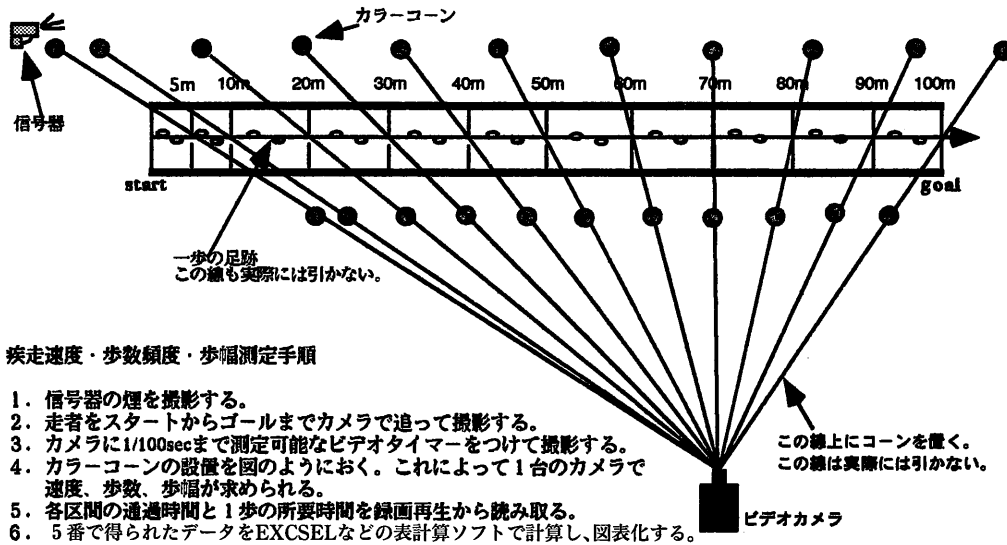 カラーコーン
5m 10m 20m 30m 40m 50m 60m 70m 80m 90m 100m
信号器
start
goal
一歩の足跡
この線も実際には引かない。
疾走速度・歩数頻度・歩幅測定手順
1. 信号器の煙を撮影する。
2. 走者をスタートからゴールまでカメラで追って撮影する。
3. カメラに1/100secまで測定可能なビデオタイマーをつけて撮影する。
4. カラーコーンの設置を図のようにおく。これによって1台のカメラで
速度、歩数、歩幅が求められる。
5. 各区間の通過時間と1歩の所要時間を録画再生から読み取る。
6. 5番で得られたデータをEXCSELなどの表計算ソフトで計算し、図表化する。
この線上にコーンを置く。
この線は実際には引かない。
ビデオカメラ